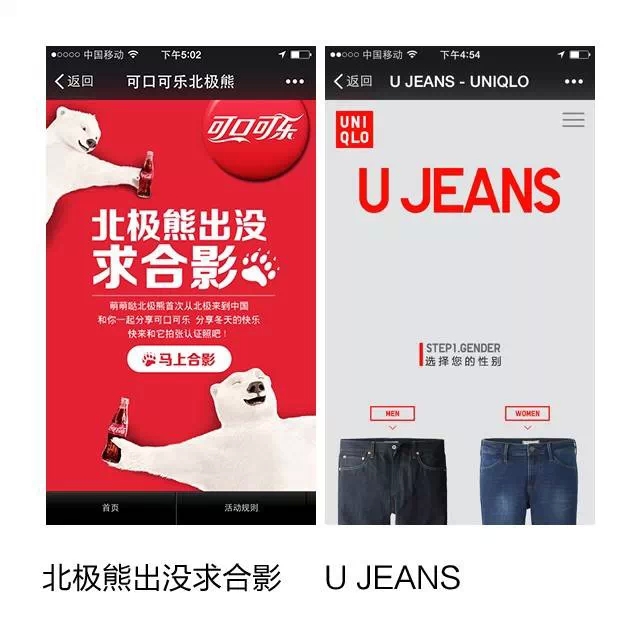 ●○○○○ 中国移动 下午5:02
返回 可口可乐北极熊 •••
可口可乐
北极熊出没
求合影
萌萌哒北极熊首次从北极来到中国
和你一起分享可口可乐 分享冬天的快乐
快来和它拍张认证照吧！
马上合影
首页 活动规则
●●○○○ 中国移动 下午4:54
返回 U JEANS - UNIQLO •••
UNI
QLO
U JEANS
STEP1.GENDER
选择您的性别
MEN WOMEN
北极熊出没求合影 U JEANS